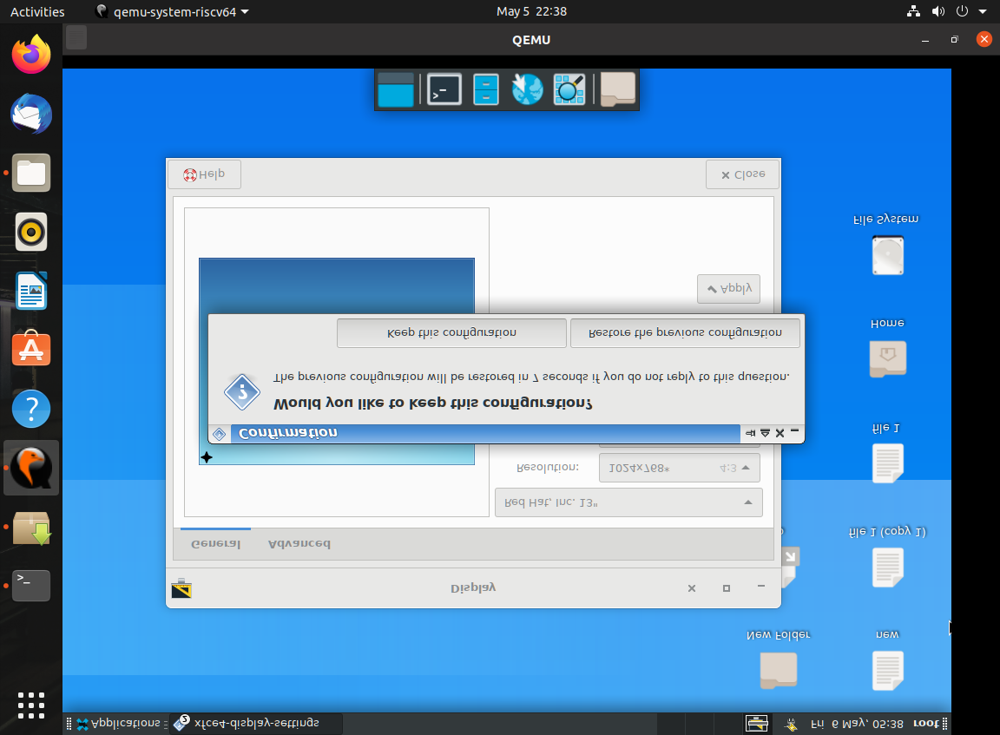 Activities
qemu-system-riscv64
May 5 22:38
QEMU
Help
Close
Apply
Keep this configuration
Restore the previous configuration
The previous configuration will be restored in 7 seconds if you do not reply to this question.
Would you like to keep this configuration?
Confirmation
Resolution:
1024x768*
4:3
Red Hat, Inc. 13"
General
Advanced
Display
File System
Home
file 1
file 1 (copy 1)
New Folder
new
Applications
xfce4-display-settings
Fri 6 May, 05:38
root